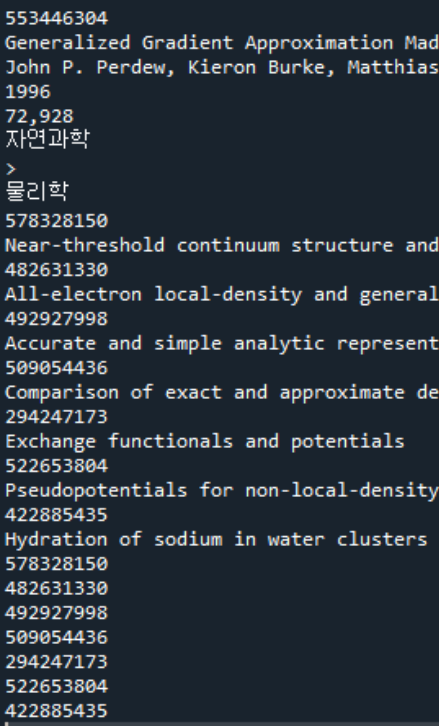 553446304
Generalized Gradient Approximation Mad
John P. Perdew, Kieron Burke, Matthias
1996
72,928
자연과학
>
물리학
578328150
Near-threshold continuum structure and
482631330
All-electron local-density and general
492927998
Accurate and simple analytic represent
509054436
Comparison of exact and approximate de
294247173
Exchange functionals and potentials
522653804
Pseudopotentials for non-local-density
422885435
Hydration of sodium in water clusters
578328150
482631330
492927998
509054436
294247173
522653804
422885435